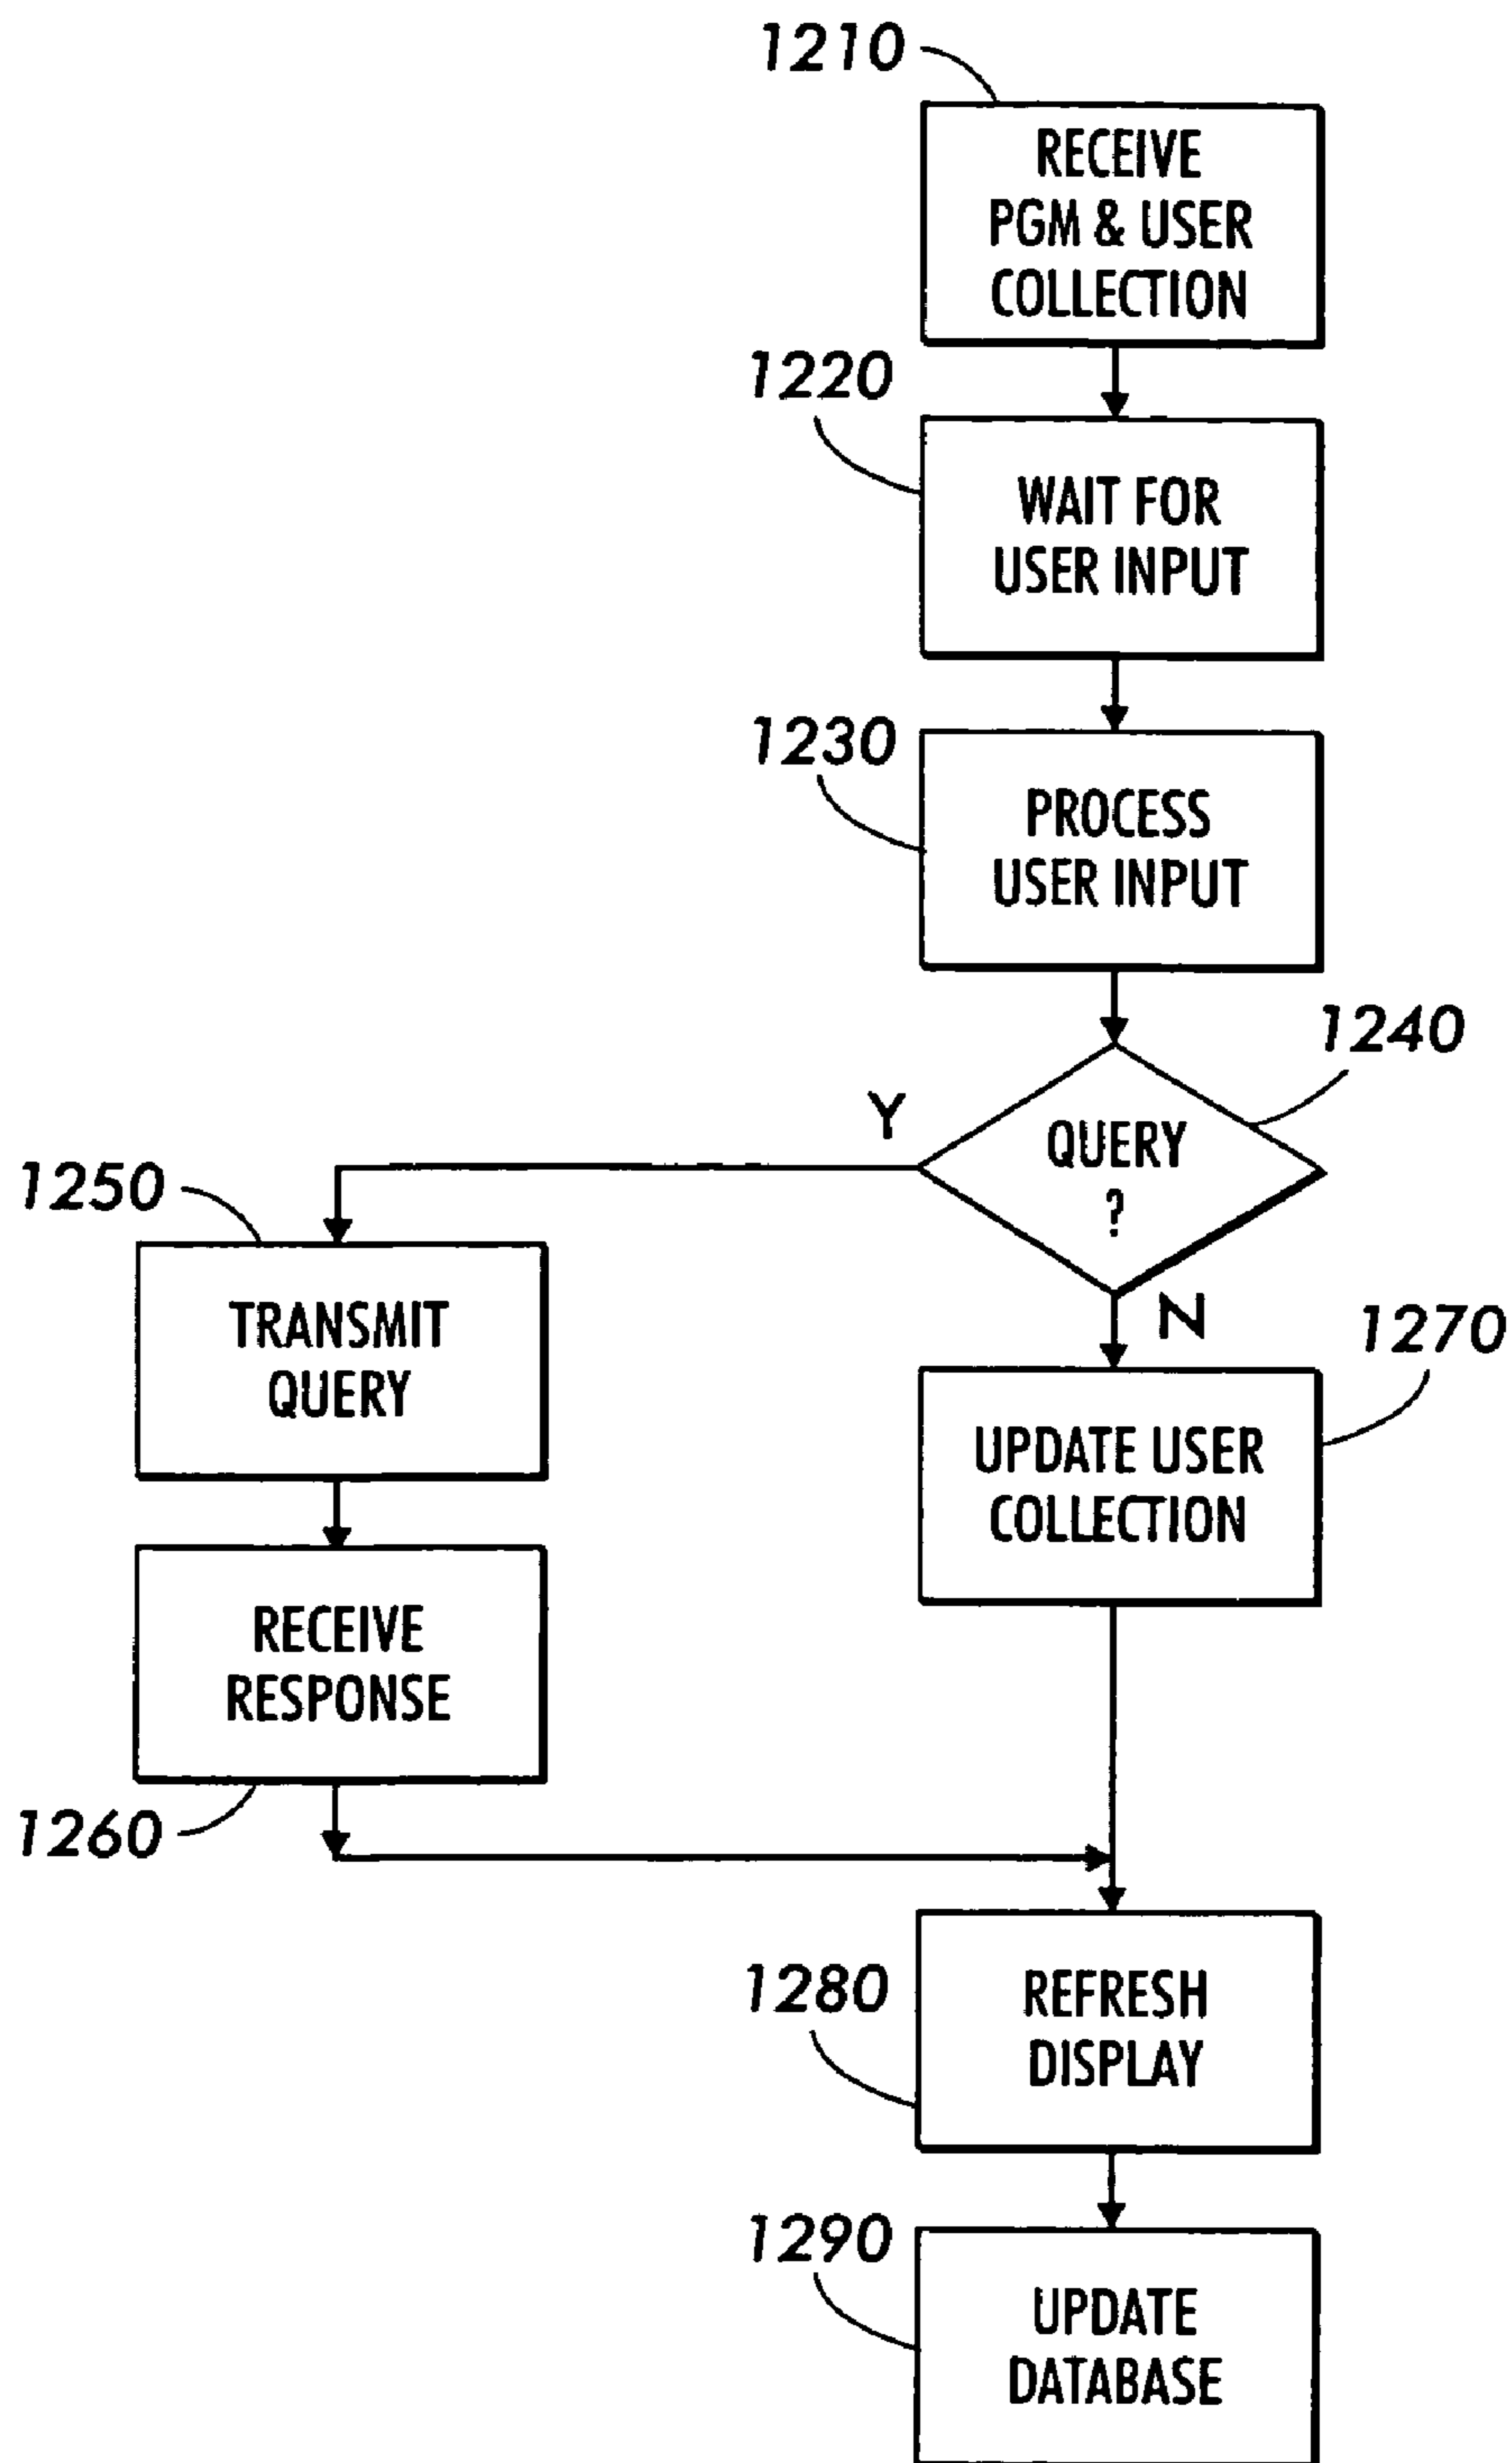 1210
RECEIVE
PGM & USER
COLLECTION
1220
WAIT FOR
USER INPUT
1230
PROCESS
USER INPUT
1240
QUERY
?
Y
N
1250
TRANSMIT
QUERY
1260
RECEIVE
RESPONSE
1270
UPDATE USER
COLLECTION
1280
REFRESH
DISPLAY
1290
UPDATE
DATABASE